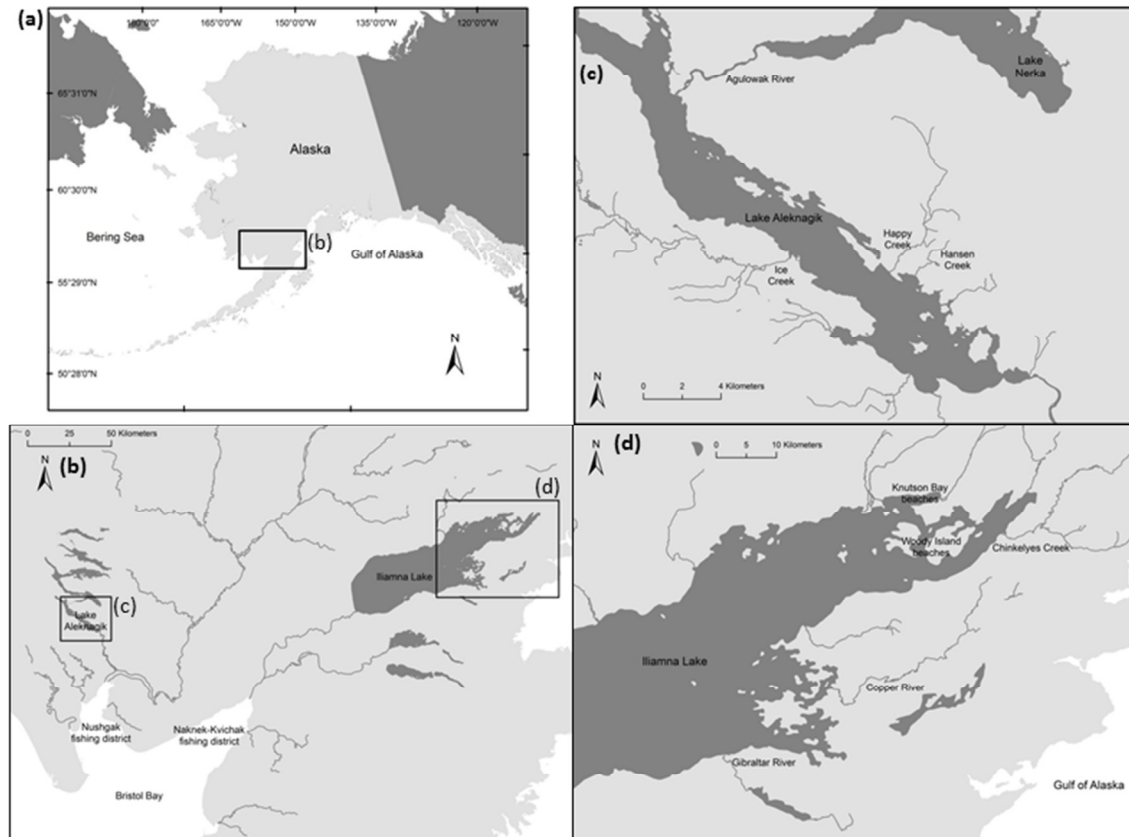 (a)
180°0'0"
165°0'0"W
150°0'0"W
135°0'0"W
120°0'0"W
65°31'0"N
60°30'0"N
55°29'0"N
50°28'0"N
Alaska
Bering Sea
(b)
Gulf of Alaska
N
(c)
Agulowak River
Lake
Nerka
Lake Aleknagik
Happy
Creek
Hansen
Creek
Ice
Creek
N
0 2 4 Kilometers
0 25 50 Kilometers
N
(b)
(d)
Iliamna Lake
Lake
Aleknagik
(c)
Nushgak
fishing district
Naknek-Kvichak
fishing district
Bristol Bay
N
(d)
0 5 10 Kilometers
Knutson Bay
beaches
Woody Island
beaches
Chinkelyes Creek
Iliamna Lake
Copper River
Gibraltar River
Gulf of Alaska